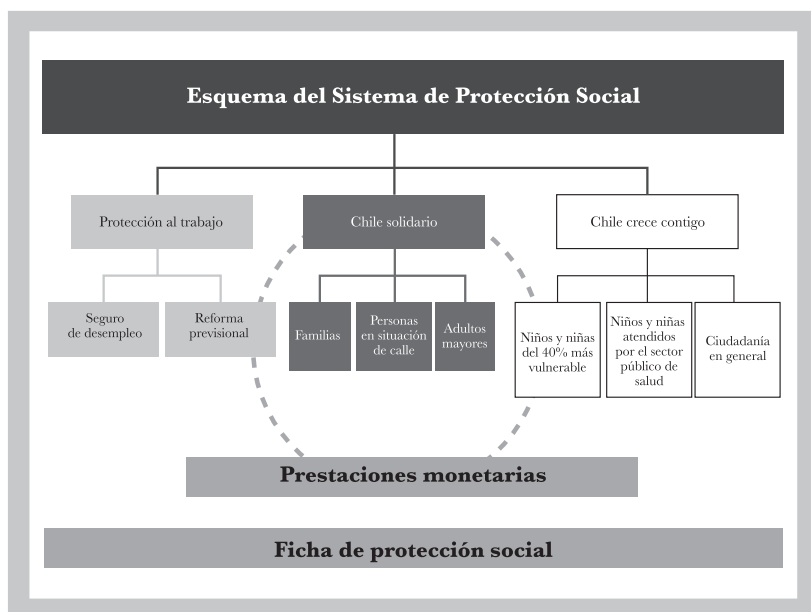 Esquema del Sistema de Protección Social
Protección al trabajo
Chile solidario
Chile crece contigo
Seguro
de desempleo
Reforma
previsional
Familias
Personas
en situación
de calle
Adultos
mayores
Niños y niñas
del 40% más
vulnerable
Niños y niñas
atendidos
por el sector
público de
salud
Ciudadanía
en general
Prestaciones monetarias
Ficha de protección social